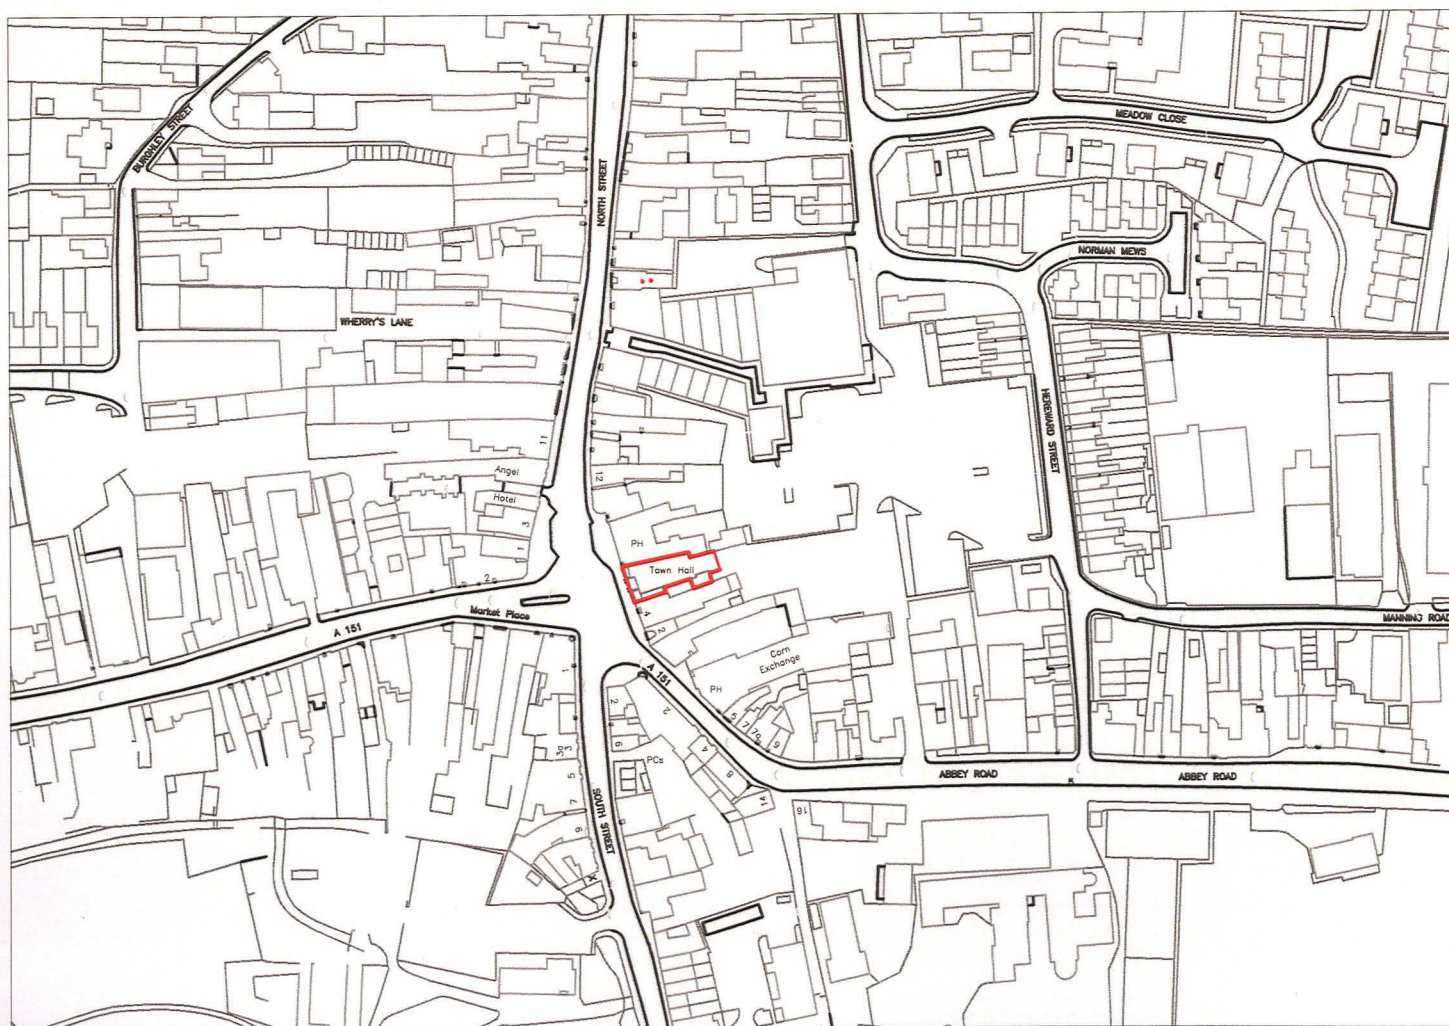 MEADOW CLOSE
BURGHLEY STREET
NORTH STREET
NORMAN MEWS
WHERRY'S LANE
HEREWARD STREET
11
Angel
Hotel
12
3
1
PH
Town Hall
2
Market Place
A 151
4
2
MANNING ROAD
Corn
Exchange
1
A 151
PH
2
2
5
7
7a
9
6
3a
3
4
PCs
5
8
ABBEY ROAD
ABBEY ROAD
14
16
7
SOUTH STREET
9